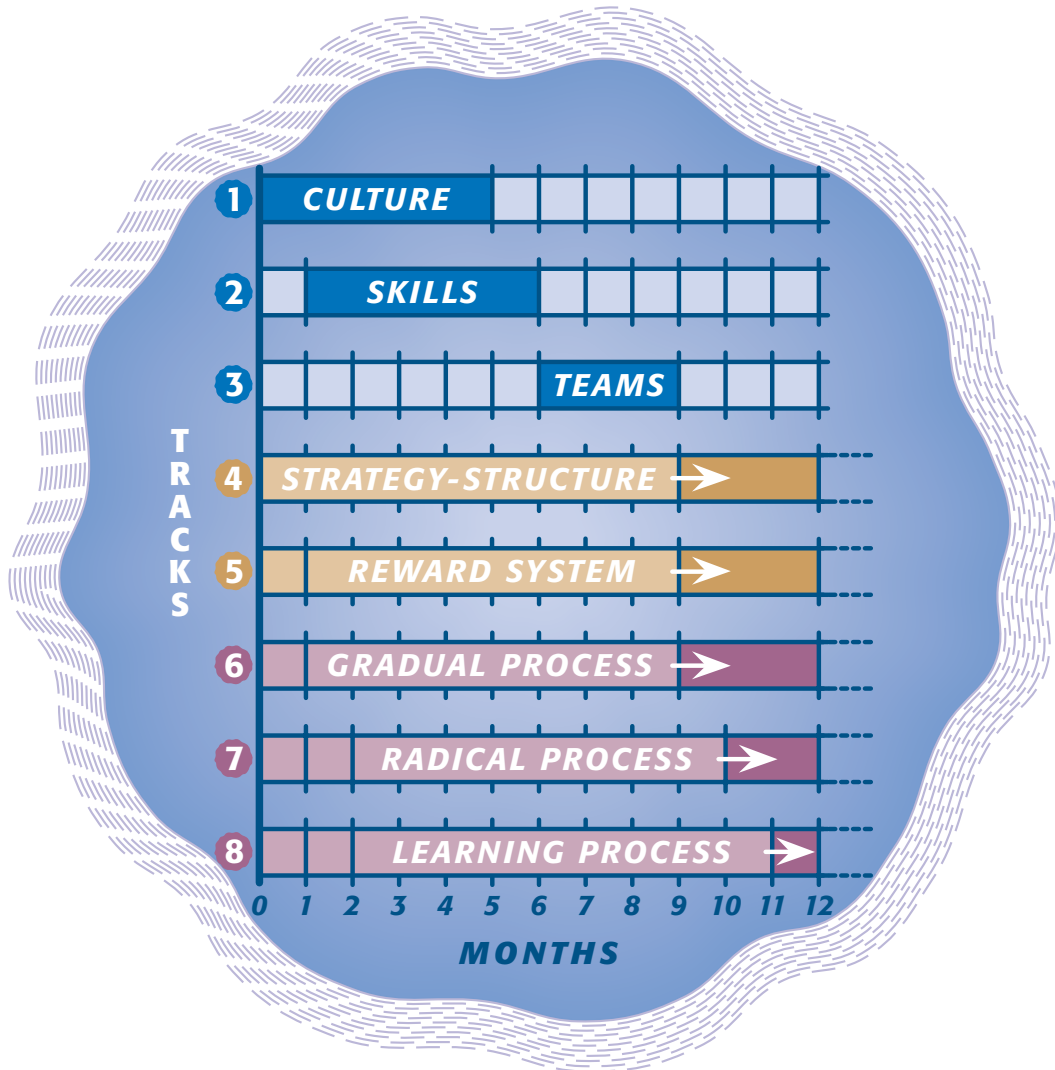 1 CULTURE
2 SKILLS
3 TEAMS
TRACKS
4 STRATEGY-STRUCTURE
5 REWARD SYSTEM
6 GRADUAL PROCESS
7 RADICAL PROCESS
8 LEARNING PROCESS
0 1 2 3 4 5 6 7 8 9 10 11 12
MONTHS